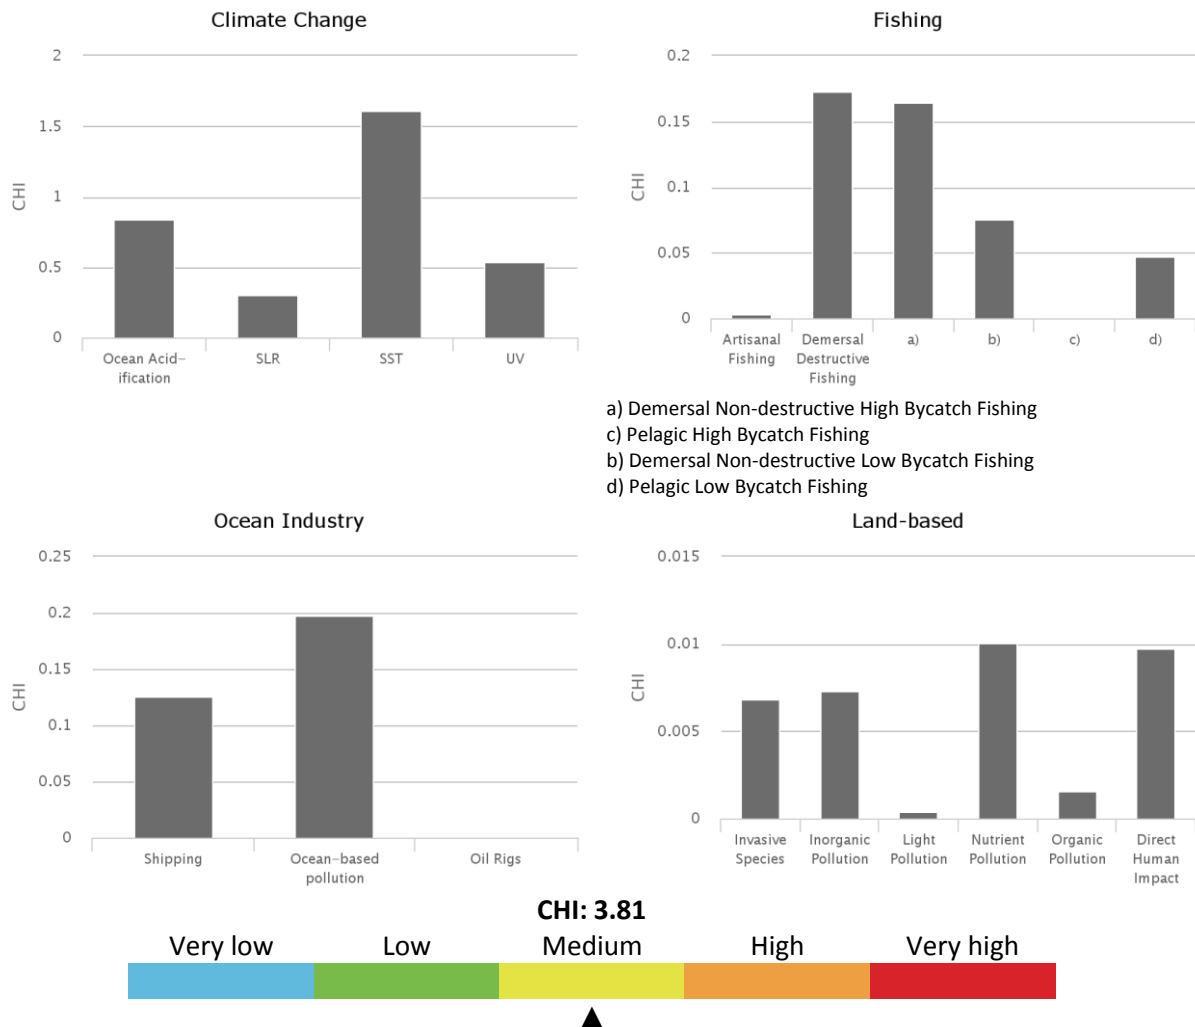 Climate Change
2
1.5
1
0.5
0
CHI
Ocean Acid–
ification
SLR
SST
UV
Fishing
0.2
0.15
0.1
0.05
0
CHI
Artisanal
Fishing
Demersal
Destructive
Fishing
a)
b)
c)
d)
a) Demersal Non-destructive High Bycatch Fishing
c) Pelagic High Bycatch Fishing
b) Demersal Non-destructive Low Bycatch Fishing
d) Pelagic Low Bycatch Fishing
Ocean Industry
0.25
0.2
0.15
0.1
0.05
0
CHI
Shipping
Ocean–based
pollution
Oil Rigs
Land-based
0.015
0.01
0.005
0
CHI
Invasive
Species
Inorganic
Pollution
Light
Pollution
Nutrient
Pollution
Organic
Pollution
Direct
Human
Impact
CHI: 3.81
Very low
Low
Medium
High
Very high